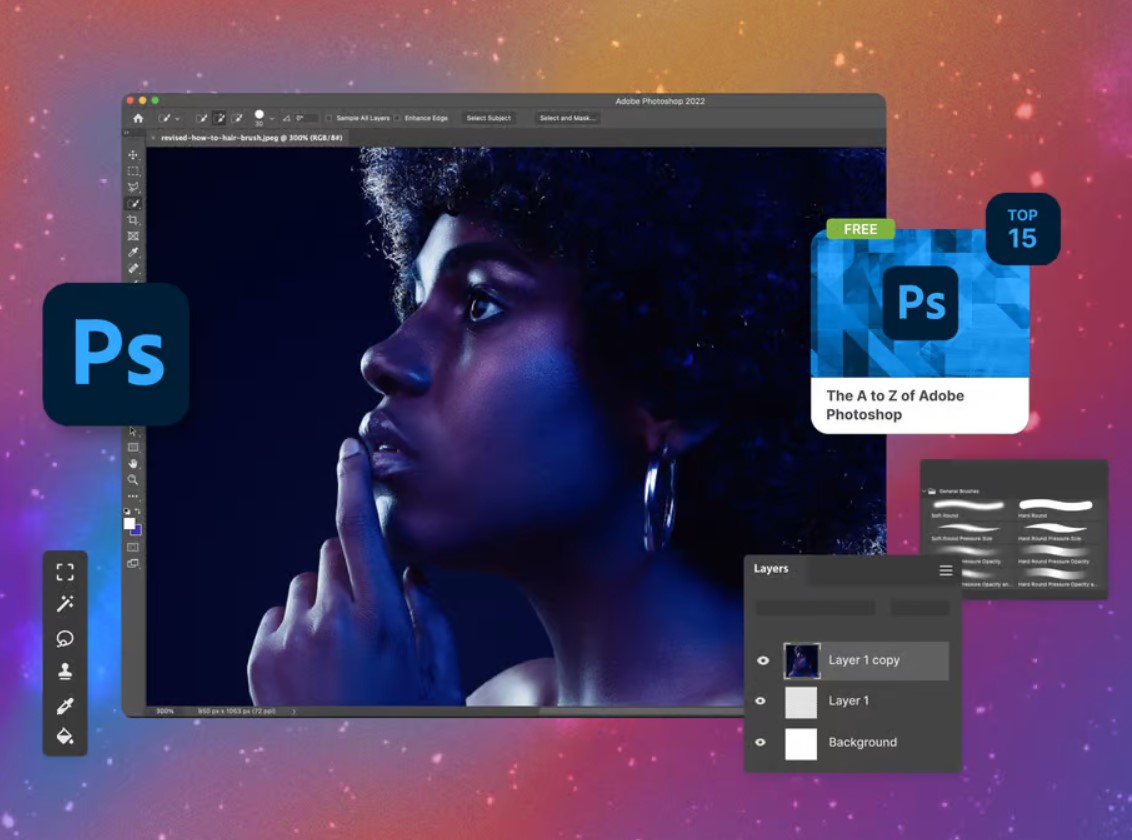 Adobe Photoshop 2022
30
0°
Sample All Layers
Enhance Edge
Select Subject
Select and Mask...
× revised-how-to-hair-brush.jpeg @ 300% (RGB/8#)
TOP
15
FREE
Ps
Ps
The A to Z of Adobe
Photoshop
General Brushes
Soft Round
Hard Round
Soft Round Pressure Size
Hard Round Pressure Size
Pressure Opacity
Hard Round Pressure Opacity
Pressure Opacity an...
Hard Round Pressure Opacity a...
Layers
Layer 1 copy
Layer 1
Background
300%